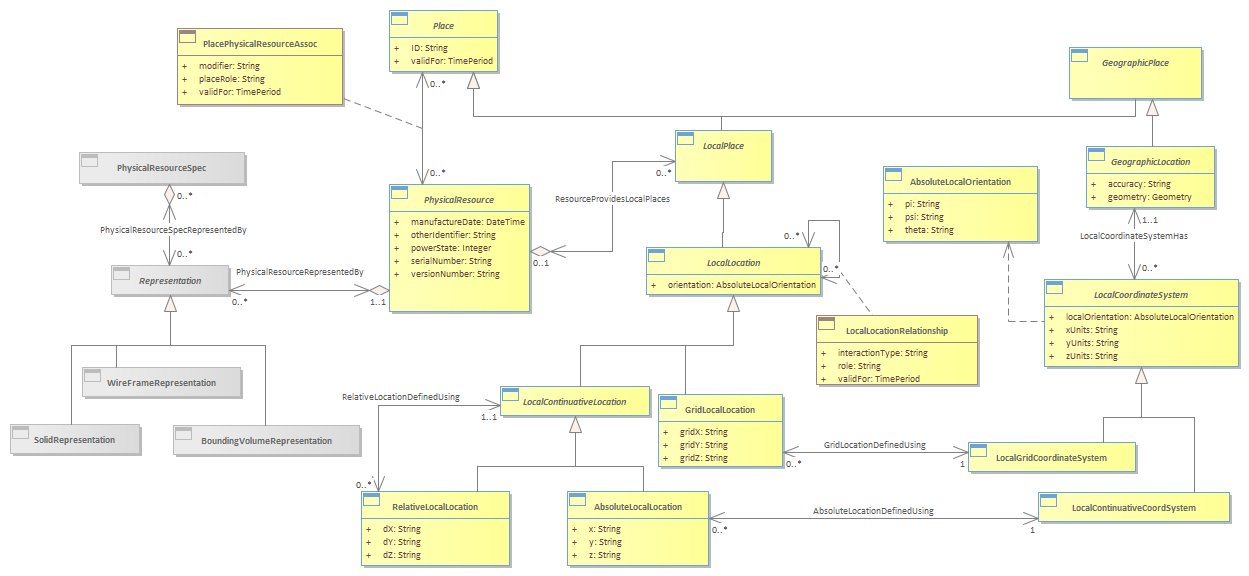 Place
+ ID: String
+ validFor: TimePeriod
PlacePhysicalResourceAssoc
+ modifier: String
+ placeRole: String
+ validFor: TimePeriod
0..*
0..*
GeographicPlace
LocalPlace
0..*
ResourceProvidesLocalPlaces
0..1
PhysicalResourceSpec
0..*
PhysicalResourceSpecRepresentedBy
0..*
Representation
PhysicalResourceRepresentedBy
0..*
1..1
PhysicalResource
+ manufactureDate: DateTime
+ otherIdentifier: String
+ powerState: Integer
+ serialNumber: String
+ versionNumber: String
AbsoluteLocalOrientation
+ pi: String
+ psi: String
+ theta: String
GeographicLocation
+ accuracy: String
+ geometry: Geometry
1..1
LocalCoordinateSystemHas
0..*
LocalLocation
+ orientation: AbsoluteLocalOrientation
0..*
0..*
LocalCoordinateSystem
+ localOrientation: AbsoluteLocalOrientation
+ xUnits: String
+ yUnits: String
+ zUnits: String
LocalLocationRelationship
+ interactionType: String
+ role: String
+ validFor: TimePeriod
WireFrameRepresentation
SolidRepresentation
BoundingVolumeRepresentation
RelativeLocationDefinedUsing
1..1
0..*
LocalContinuativeLocation
GridLocalLocation
+ gridX: String
+ gridY: String
+ gridZ: String
GridLocationDefinedUsing
0..*
1
LocalGridCoordinateSystem
RelativeLocalLocation
+ dX: String
+ dY: String
+ dZ: String
AbsoluteLocalLocation
+ x: String
+ y: String
+ z: String
AbsoluteLocationDefinedUsing
0..*
1
LocalContinuativeCoordSystem